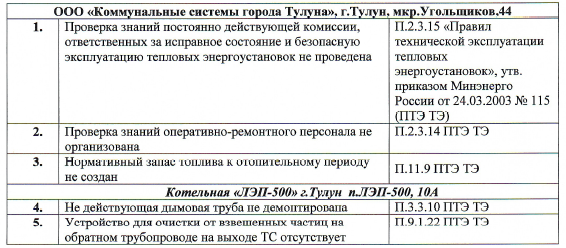 ООО «Коммунальные системы города Тулуна», г.Тулун, мкр.Угольщиков,44
1. Проверка знаний постоянно действующей комиссии, П.2.3.15 «Правил
ответственных за исправное состояние и безопасную технической эксплуатации
эксплуатацию тепловых энергоустановок не проведена тепловых
энергоустановок», утв.
приказом Минэнерго
России от 24.03.2003 № 115
(ПТЭ ТЭ)
2. Проверка знаний оперативно-ремонтного персонала не П.2.3.14 ПТЭ ТЭ
организована
3. Нормативный запас топлива к отопительному периоду П.11.9 ПТЭ ТЭ
не создан
Котельная «ЛЭП-500» г.Тулун п.ЛЭП-500, 10А
4. Не действующая дымовая труба не демонтирована П.3.3.10 ПТЭ ТЭ
5. Устройство для очистки от взвешенных частиц на П.9.1.22 ПТЭ ТЭ
обратном трубопроводе на выходе ТС отсутствует